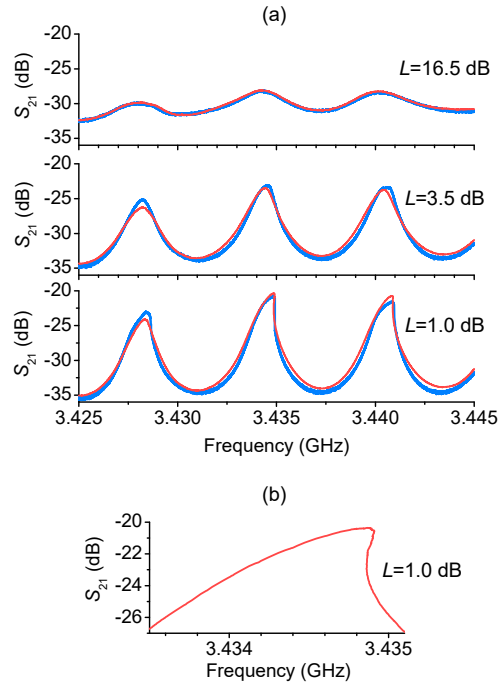 (a)
-20
-25
-30
-35
S21 (dB)
L=16.5 dB
-20
-25
-30
-35
S21 (dB)
L=3.5 dB
-20
-25
-30
-35
S21 (dB)
L=1.0 dB
3.425 3.430 3.435 3.440 3.445
Frequency (GHz)
(b)
-20
-22
-24
-26
S21 (dB)
L=1.0 dB
3.434 3.435
Frequency (GHz)